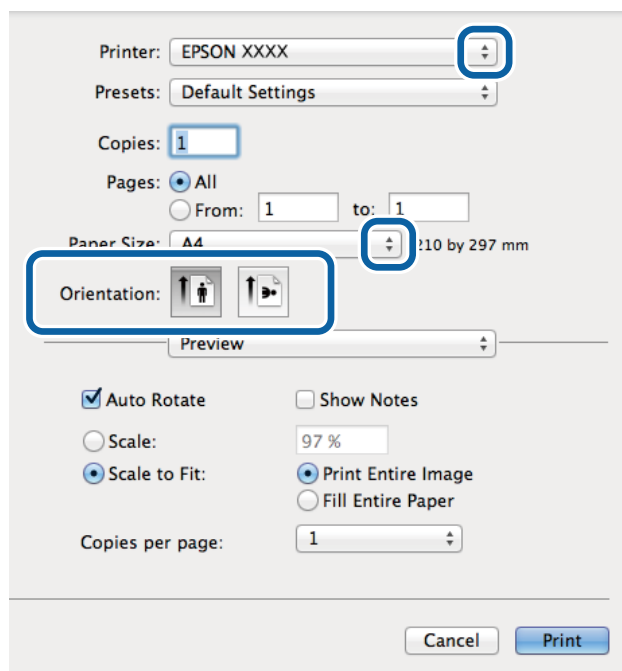 Printer: EPSON XXXX
Presets: Default Settings
Copies: 1
Pages: All
From: 1 to: 1
Paper Size: A4 210 by 297 mm
Orientation:
Preview
Auto Rotate Show Notes
Scale: 97 %
Scale to Fit: Print Entire Image
Fill Entire Paper
Copies per page: 1
Cancel Print